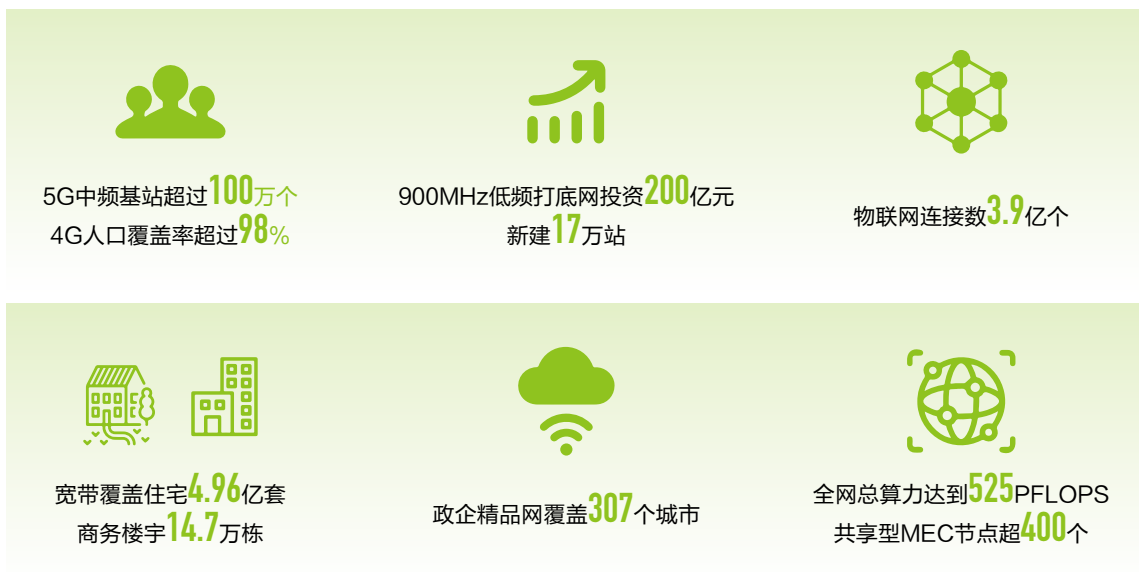 5G中频基站超过100万个
4G人口覆盖率超过98%
900MHz低频打底网投资200亿元
新建17万站
物联网连接数3.9亿个
宽带覆盖住宅4.96亿套
商务楼宇14.7万栋
政企精品网覆盖307个城市
全网总算力达到525PFLOPS
共享型MEC节点超400个